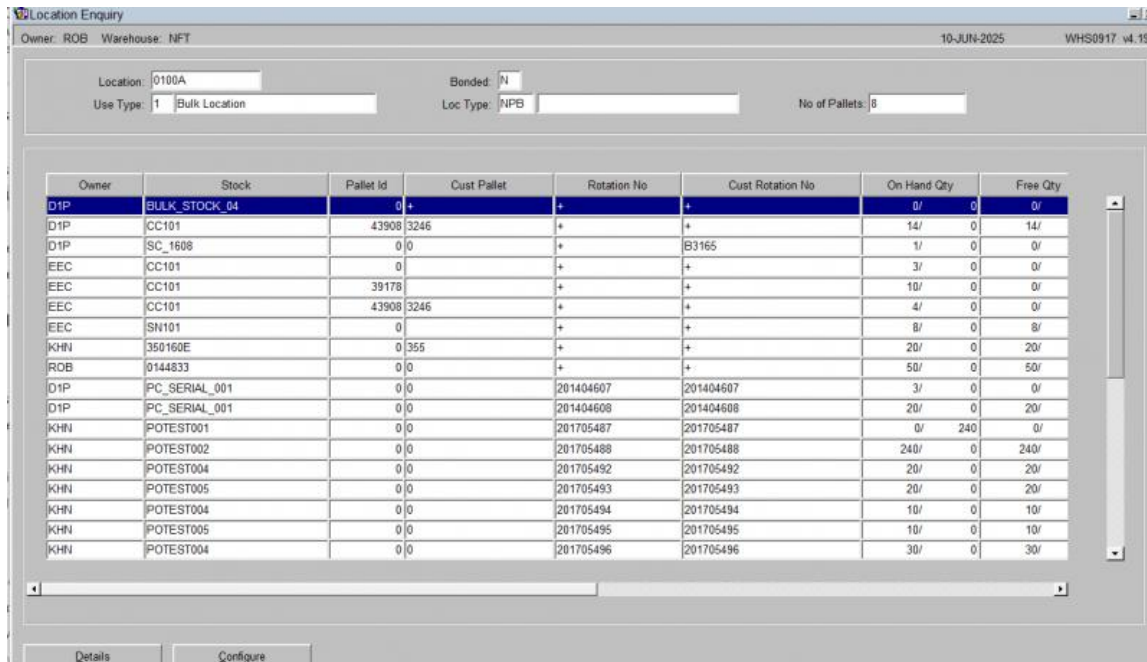 Location Enquiry
Owner: ROB Warehouse: NFT 10-JUN-2025 WHS0917 v4.19
Location: 0100A Bonded: N
Use Type: 1 Bulk Location Loc Type: NPB No of Pallets: 8
Owner Stock Pallet Id Cust Pallet Rotation No Cust Rotation No On Hand Qty Free Qty
D1P BULK_STOCK_04 0 + + + 0/ 0 0/
D1P CC101 43908 3246 + + 14/ 0 14/
D1P SC_1608 0 0 + B3165 1/ 0 0/
EEC CC101 0 + + 3/ 0 0/
EEC CC101 39178 + + 10/ 0 0/
EEC CC101 43908 3246 + + 4/ 0 0/
EEC SN101 0 + + 8/ 0 8/
KHN 350160E 0 355 + + 20/ 0 20/
ROB 0144833 0 0 + + 50/ 0 50/
D1P PC_SERIAL_001 0 0 201404607 201404607 3/ 0 0/
D1P PC_SERIAL_001 0 0 201404608 201404608 20/ 0 20/
KHN POTEST001 0 0 201705487 201705487 0/ 240 0/
KHN POTEST002 0 0 201705488 201705488 240/ 0 240/
KHN POTEST004 0 0 201705492 201705492 20/ 0 20/
KHN POTEST005 0 0 201705493 201705493 20/ 0 20/
KHN POTEST004 0 0 201705494 201705494 10/ 0 10/
KHN POTEST005 0 0 201705495 201705495 10/ 0 10/
KHN POTEST004 0 0 201705496 201705496 30/ 0 30/
Details Configure